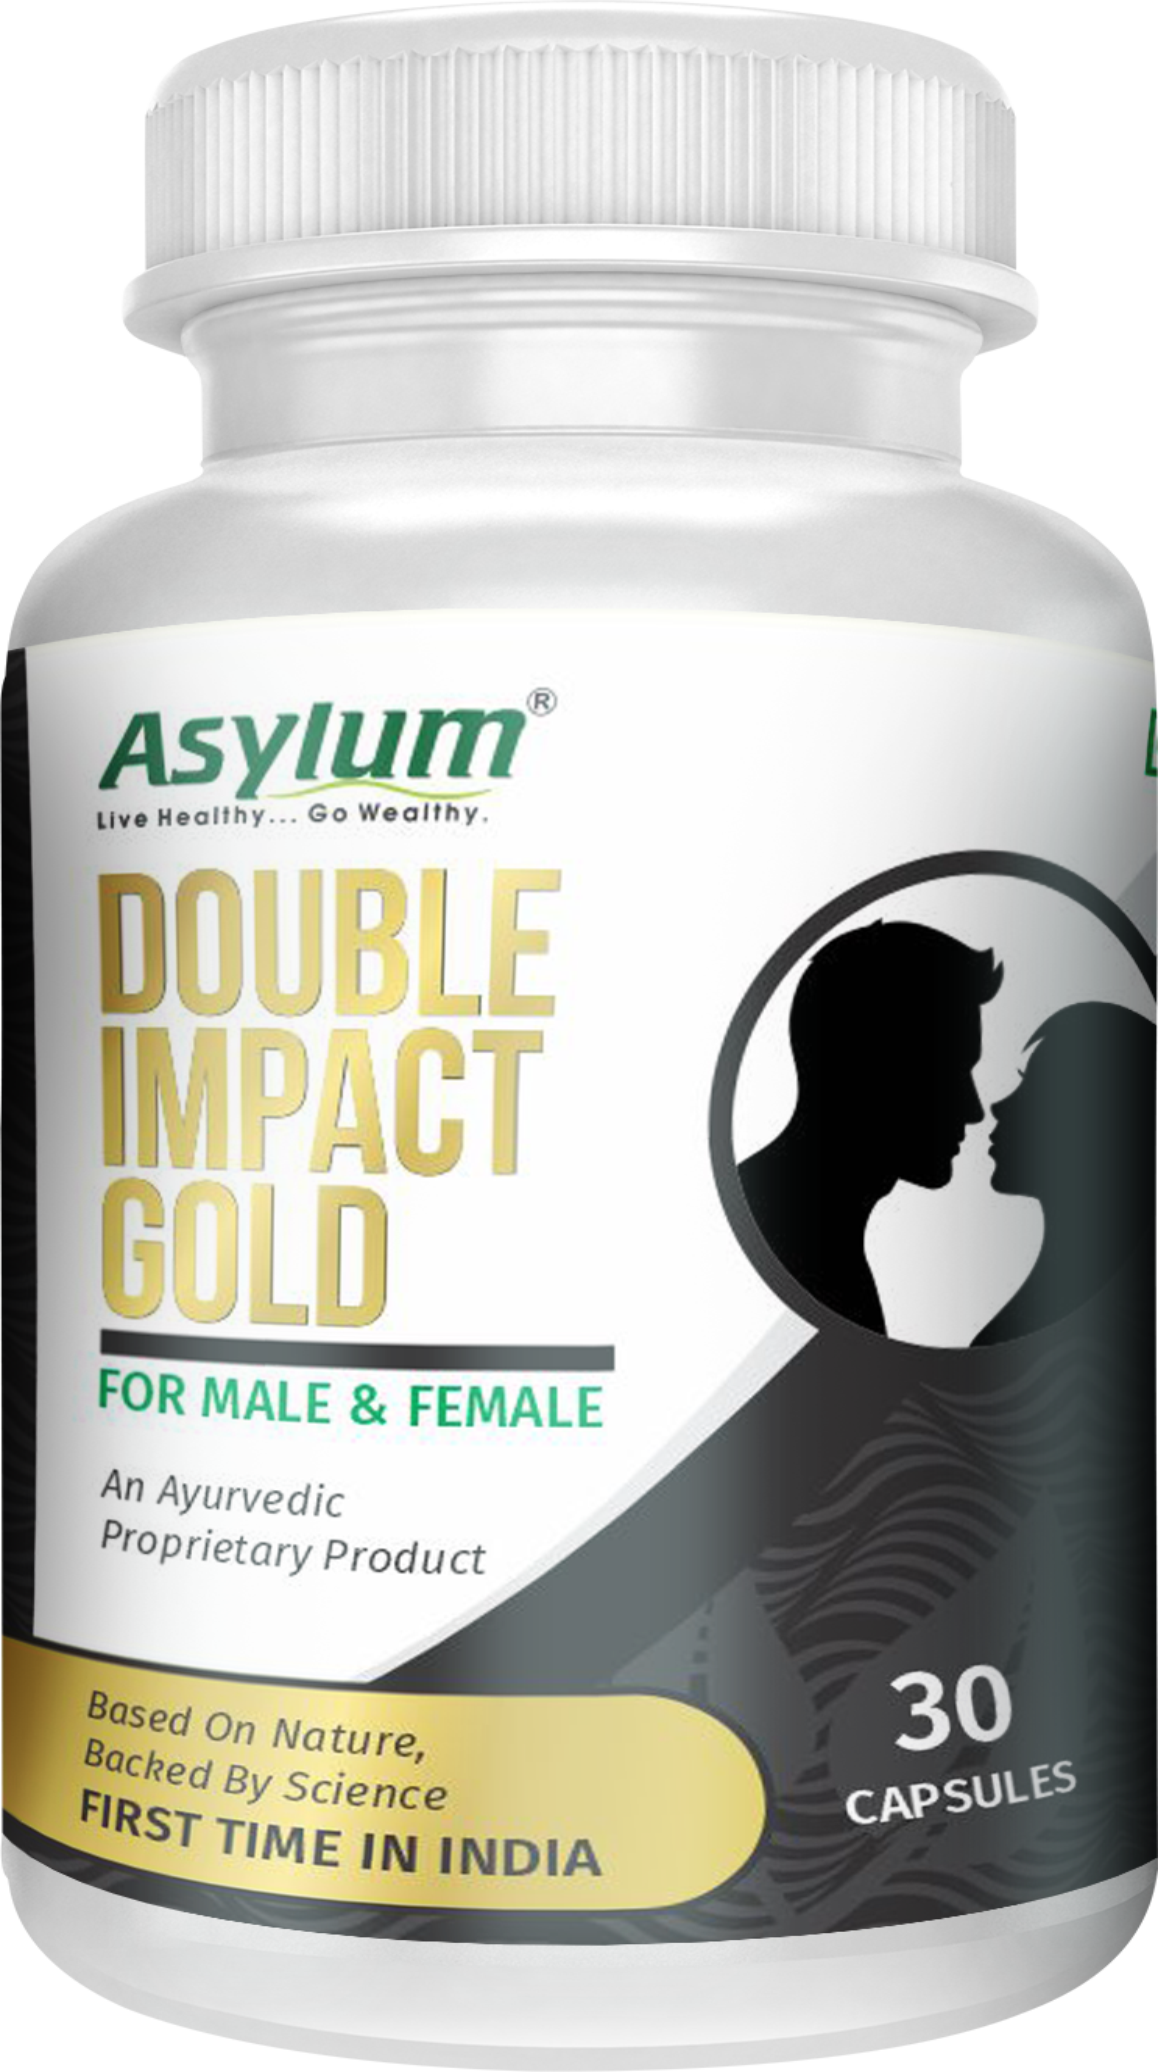 Asylum®
Live Healthy... Go Wealthy.
DOUBLE
IMPACT
GOLD
FOR MALE & FEMALE
An Ayurvedic
Proprietary Product
Based On Nature,
Backed By Science
FIRST TIME IN INDIA
30
CAPSULES